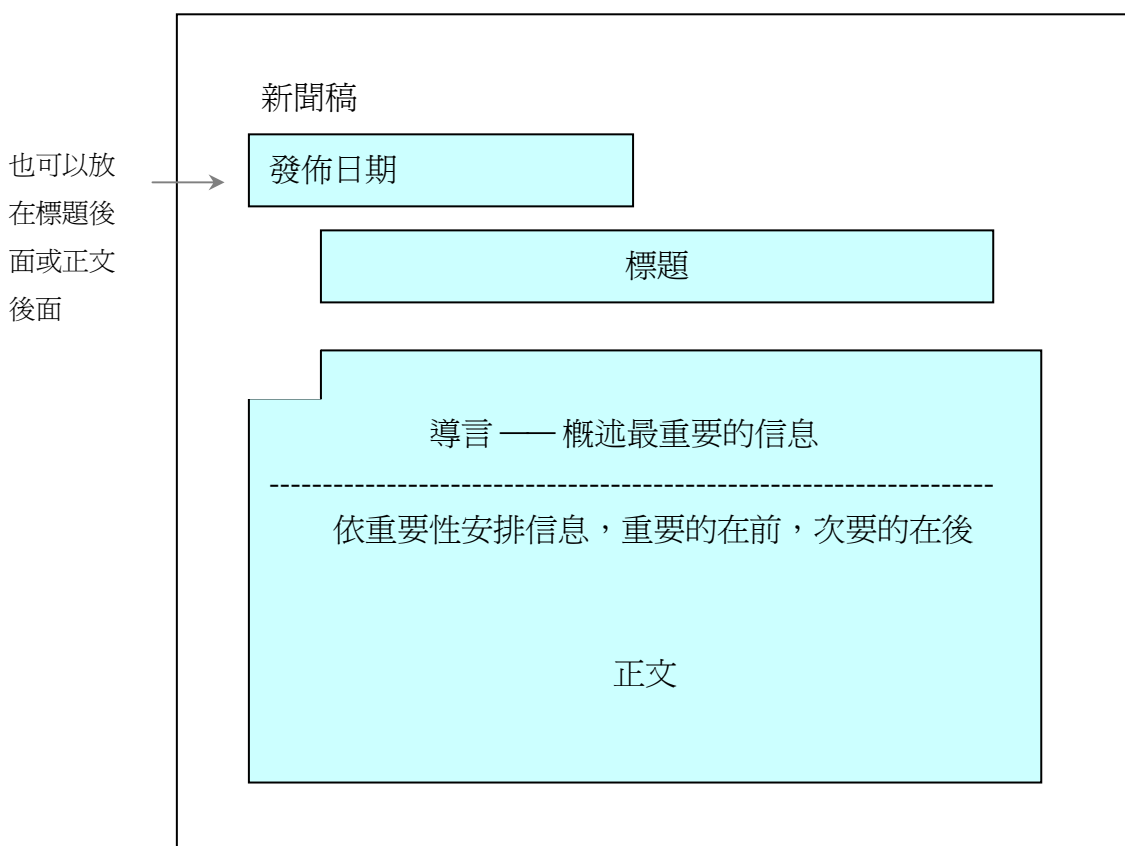 新聞稿
發佈日期
也可以放
在標題後
面或正文
後面
標題
導言 —— 概述最重要的信息
依重要性安排信息，重要的在前，次要的在後
正文